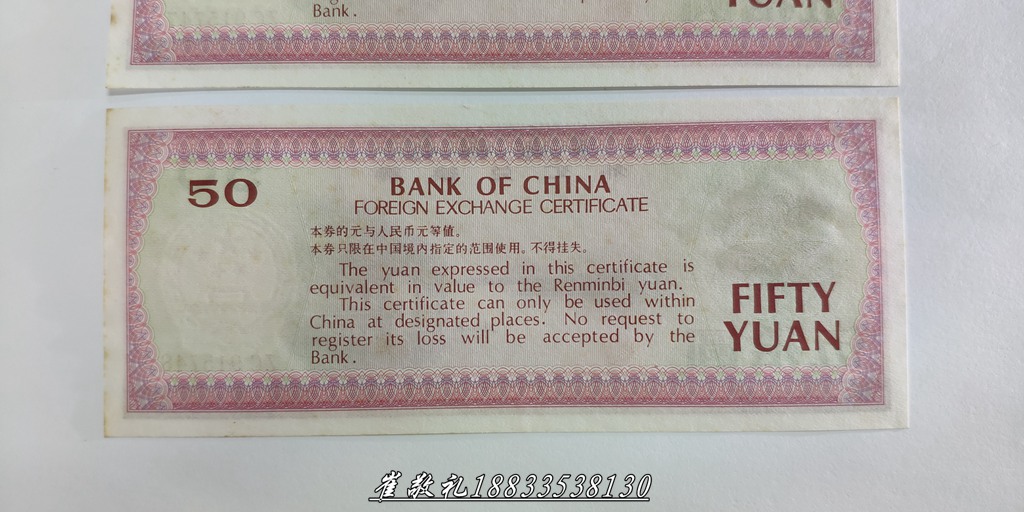 Bank.
YUAN
50
BANK OF CHINA
FOREIGN EXCHANGE CERTIFICATE
本券的元与人民币元等值。
本券只限在中国境内指定的范围使用。不得挂失。
The yuan expressed in this certificate is
equivalent in value to the Renminbi yuan.
This certificate can only be used within
China at designated places. No request to
register its loss will be accepted by the
Bank.
FIFTY
YUAN
崔敖礼18833538130